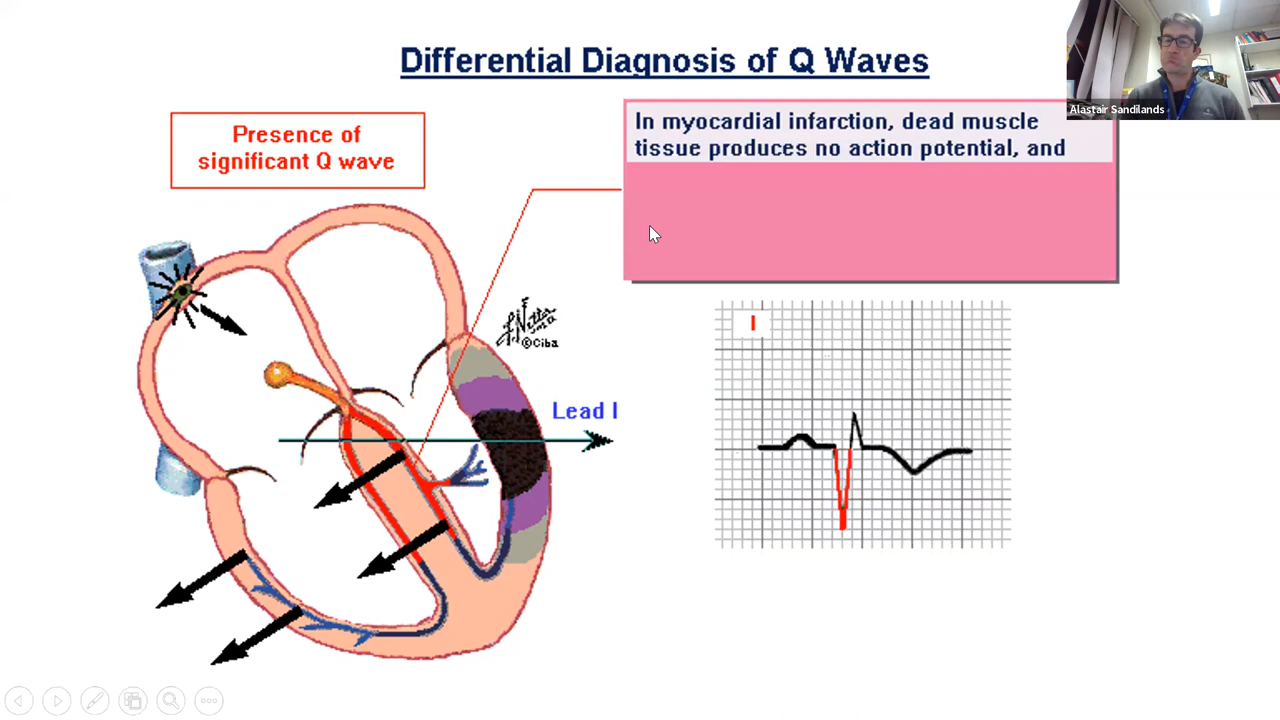 Differential Diagnosis of Q Waves
Alastair Sandilands
Presence of
significant Q wave
In myocardial infarction, dead muscle
tissue produces no action potential, and
©Ciba
Lead I
I